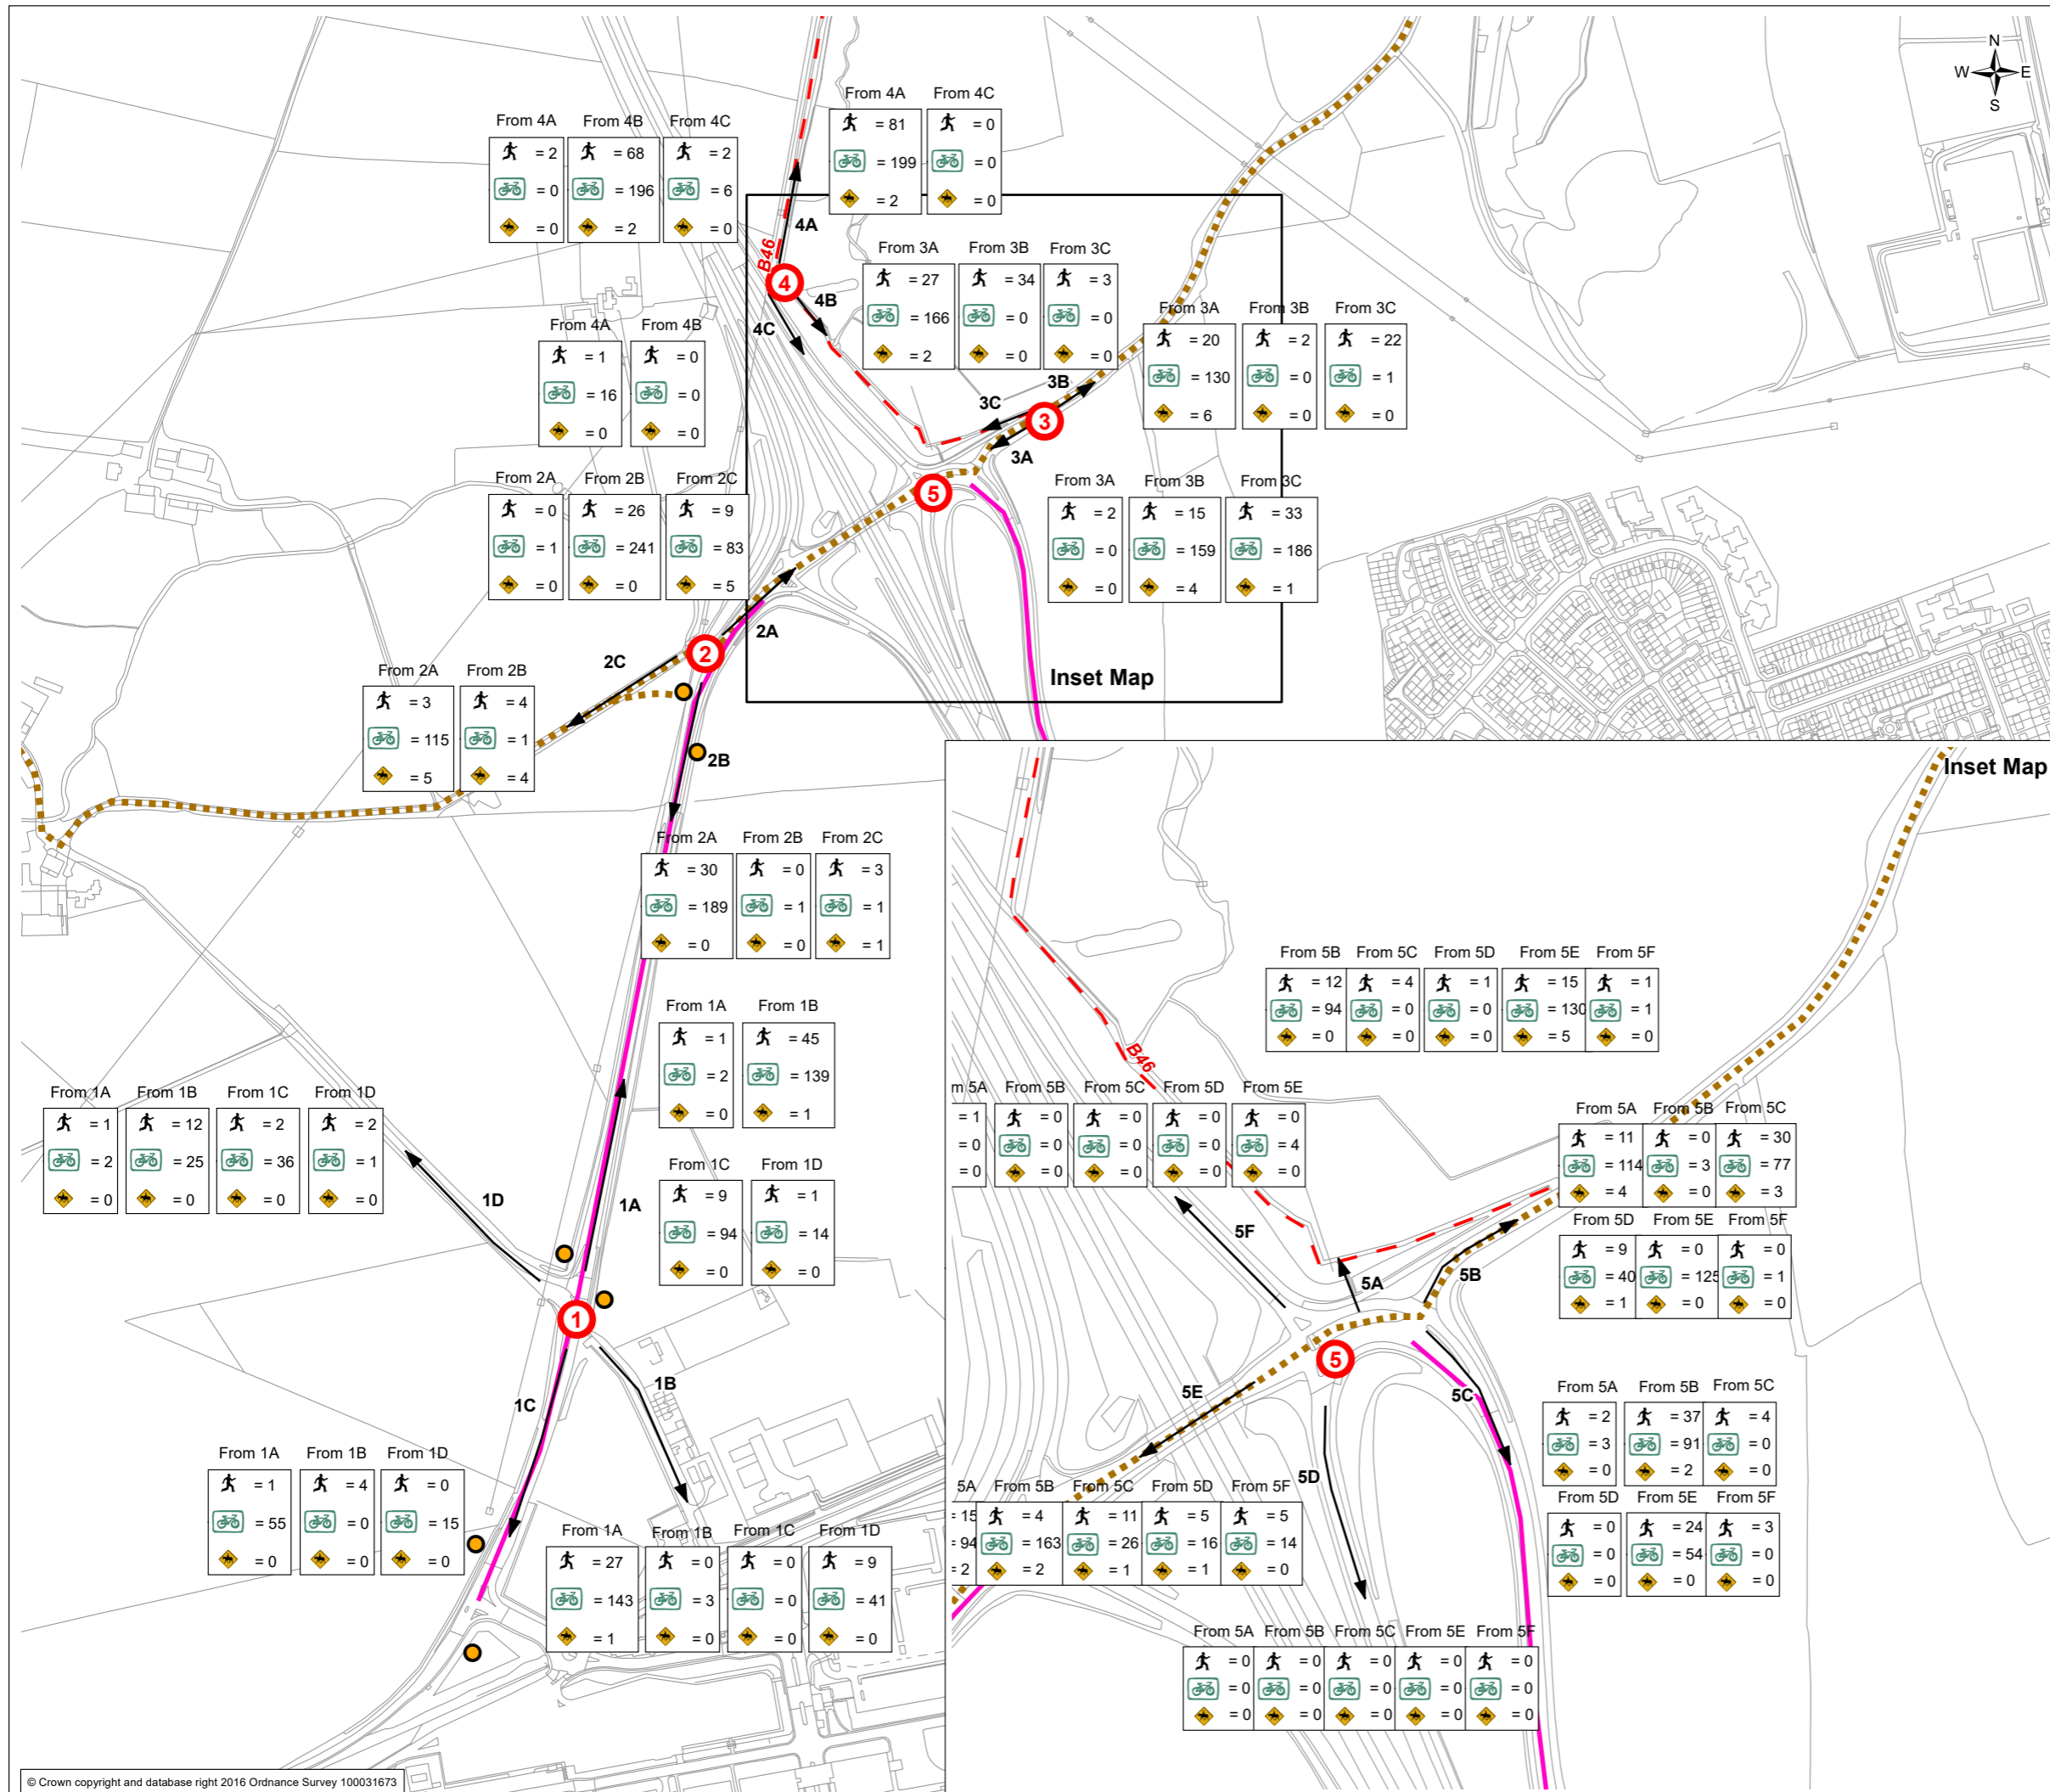 N
W E
S
From 4A From 4C
= 81 = 0
= 199 = 0
= 2 = 0
From 4A From 4B From 4C
= 2 = 68 = 2
= 0 = 196 = 6
= 0 = 2 = 0
4A
B46
4
4B
4C
From 3A From 3B From 3C
= 27 = 34 = 3
= 166 = 0 = 0
= 2 = 0 = 0
From 3A From 3B From 3C
= 20 = 2 = 22
= 130 = 0 = 1
= 6 = 0 = 0
From 4A From 4B
= 1 = 0
= 16 = 0
= 0 = 0
3B
3C
3
3A
5
From 2A From 2B From 2C
= 0 = 26 = 9
= 1 = 241 = 83
= 0 = 0 = 5
From 3A From 3B From 3C
= 2 = 15 = 33
= 0 = 159 = 186
= 0 = 4 = 1
2A
2
2C
Inset Map
From 2A From 2B
= 3 = 4
= 115 = 1
= 5 = 4
2B
From 2A From 2B From 2C
= 30 = 0 = 3
= 189 = 1 = 1
= 0 = 0 = 1
From 1A From 1B
= 1 = 45
= 2 = 139
= 0 = 1
From 1A From 1B From 1C From 1D
= 1 = 12 = 2 = 2
= 2 = 25 = 36 = 1
= 0 = 0 = 0 = 0
From 1C From 1D
= 9 = 1
= 94 = 14
= 0 = 0
1D
1A
1
1B
1C
From 1A From 1B From 1D
= 1 = 4 = 0
= 55 = 0 = 15
= 0 = 0 = 0
From 1A From 1B From 1C From 1D
= 27 = 0 = 0 = 9
= 143 = 3 = 0 = 41
= 1 = 0 = 0 = 0
© Crown copyright and database right 2016 Ordnance Survey 100031673
Inset Map
From 5B From 5C From 5D From 5E From 5F
= 12 = 4 = 1 = 15 = 1
= 94 = 0 = 0 = 130 = 1
= 0 = 0 = 0 = 5 = 0
B46
m 5A From 5B From 5C From 5D From 5E
= 1 = 0 = 0 = 0 = 0
= 0 = 0 = 0 = 0 = 4
= 0 = 0 = 0 = 0 = 0
From 5A From 5B From 5C
= 11 = 0 = 30
= 114 = 3 = 77
= 4 = 0 = 3
From 5D From 5E From 5F
= 9 = 0 = 0
= 40 = 125 = 1
= 1 = 0 = 0
5F
5A
5B
5
5E
5C
5D
From 5A From 5B From 5C
= 2 = 37 = 4
= 3 = 91 = 0
= 0 = 2 = 0
From 5D From 5E From 5F
= 0 = 24 = 3
= 0 = 54 = 0
= 0 = 0 = 0
5A From 5B From 5C From 5D From 5F
= 15 = 4 = 11 = 5 = 5
= 94 = 163 = 26 = 16 = 14
= 2 = 2 = 1 = 1 = 0
From 5A From 5B From 5C From 5E From 5F
= 0 = 0 = 0 = 0 = 0
= 0 = 0 = 0 = 0 = 0
= 0 = 0 = 0 = 0 = 0